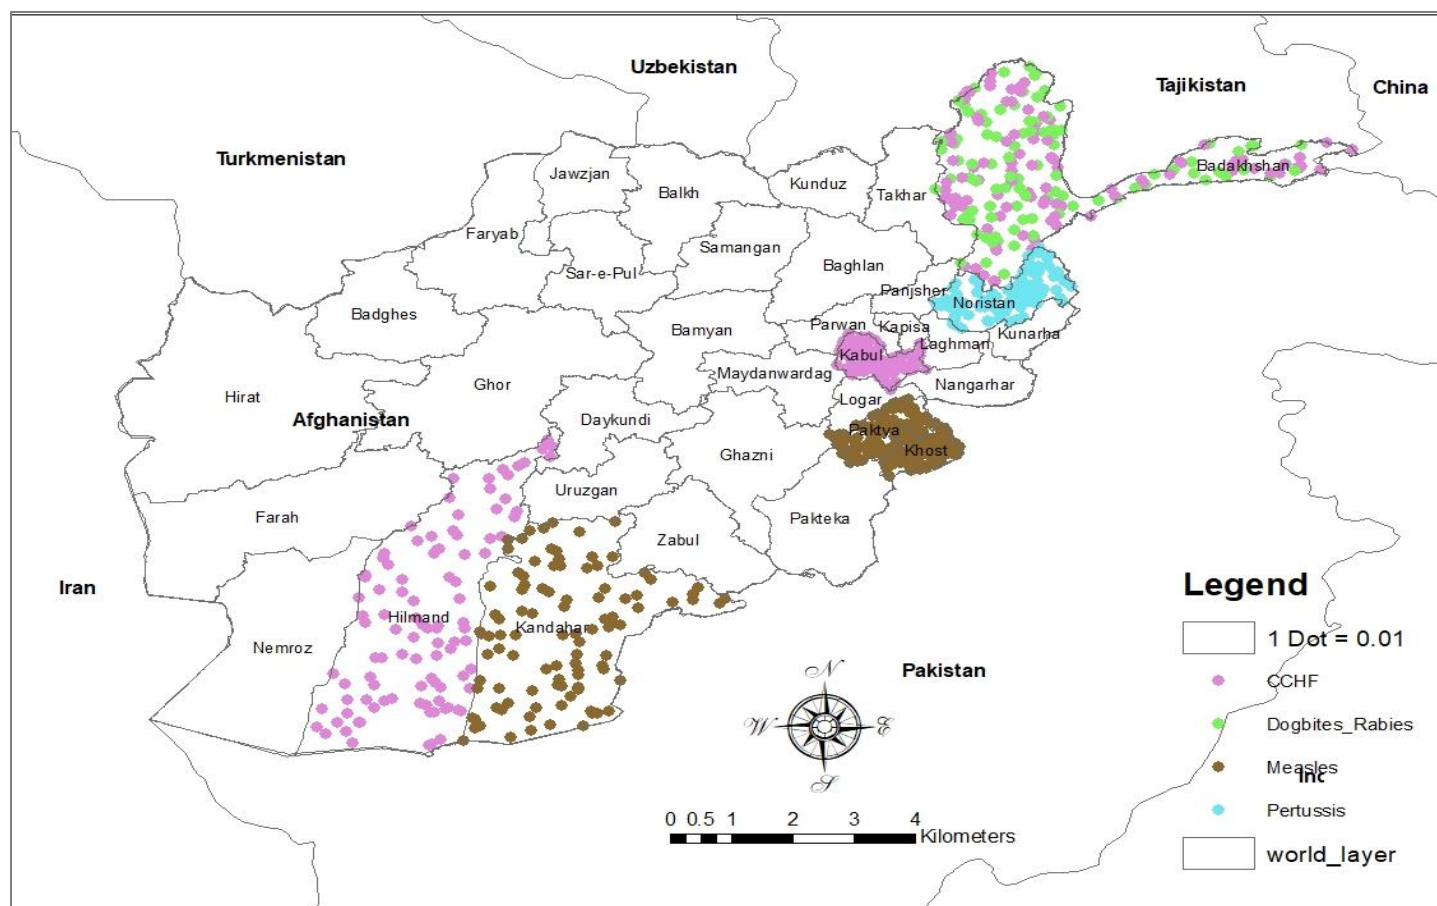 Uzbekistan
Tajikistan
China
Turkmenistan
Jawzjan
Balkh
Kunduz
Takhar
Badakhshan
Faryab
Samangan
Sar-e-Pul
Baghlan
Panjsher
Noristan
Badghes
Bamyan
Parwan
Kapisa
Kunarha
Laghman
Kabul
Maydanwardag
Nangarhar
Ghor
Hirat
Logar
Afghanistan
Daykundi
Paktya
Khost
Ghazni
Uruzgan
Farah
Pakteka
Zabul
Iran
Hilmand
Kandahar
Nemroz
Pakistan
N
W
E
S
0 0.5 1 2 3 4
Kilometers
Legend
1 Dot = 0.01
CCHF
Dogbites_Rabies
Measles
Pertussis
world_layer